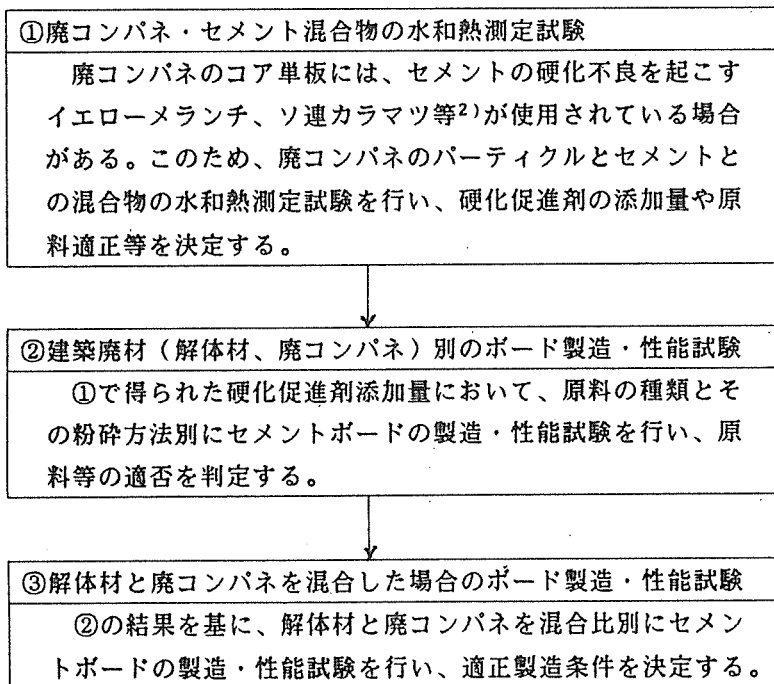 ①廃コンパネ・セメント混合物の水和熱測定試験
廃コンパネのコア単板には、セメントの硬化不良を起こす
イエローメランチ、ソ連カラマツ等2)が使用されている場合
がある。このため、廃コンパネのパーティクルとセメントと
の混合物の水和熱測定試験を行い、硬化促進剤の添加量や原
料適正等を決定する。
②建築廃材（解体材、廃コンパネ）別のボード製造・性能試験
①で得られた硬化促進剤添加量において、原料の種類とそ
の粉砕方法別にセメントボードの製造・性能試験を行い、原
料等の適否を判定する。
③解体材と廃コンパネを混合した場合のボード製造・性能試験
②の結果を基に、解体材と廃コンパネを混合比別にセメン
トボードの製造・性能試験を行い、適正製造条件を決定する。